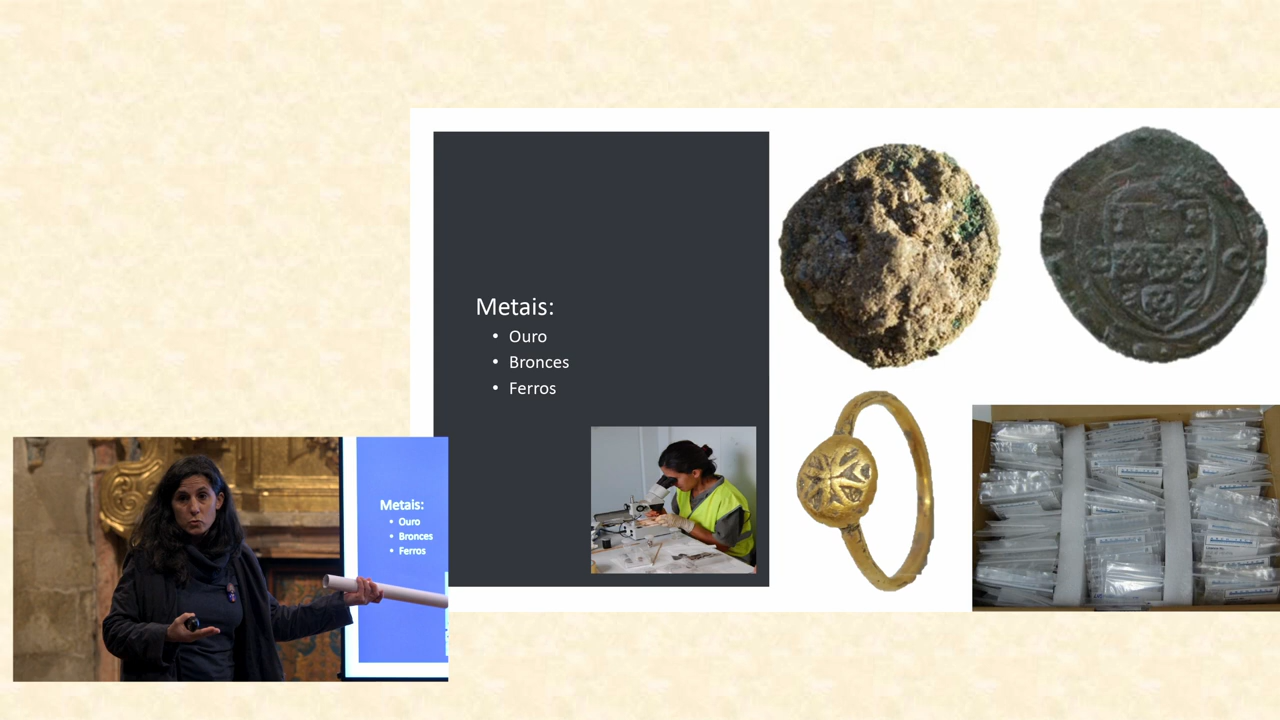 Metais:
• Ouro
• Bronces
• Ferros
Metais:
• Ouro
• Bronces
• Ferros